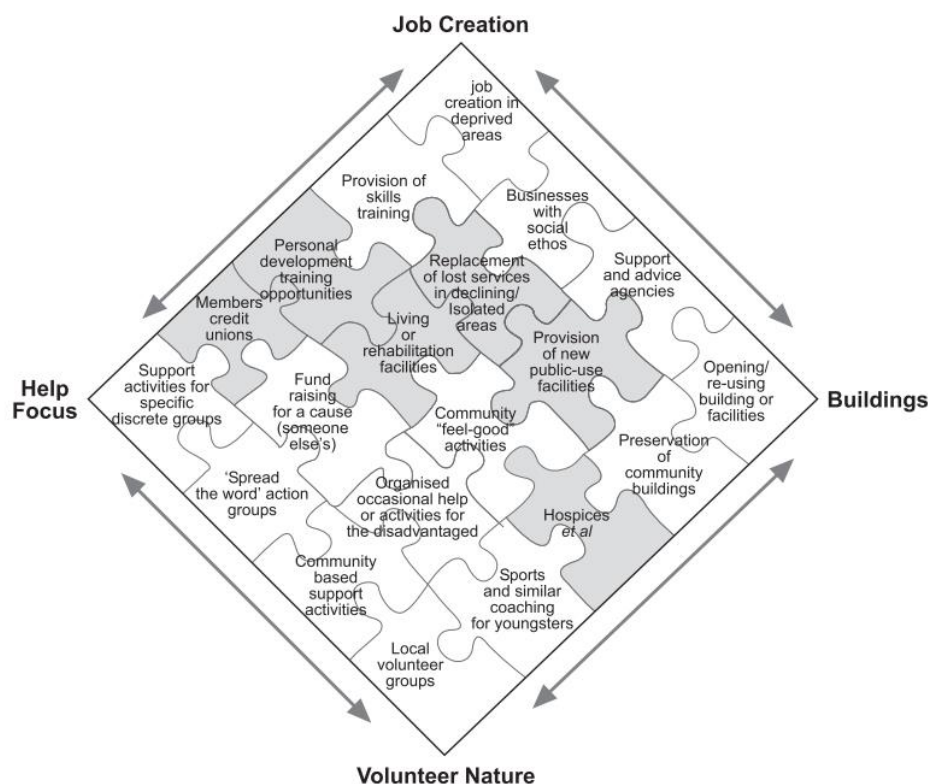 Job Creation
job
creation in
deprived
areas
Provision of
skills
training
Businesses
with
social
ethos
Personal
development
training
opportunities
Replacement
of lost services
in declining/
Isolated
areas
Support
and advice
agencies
Members
credit
unions
Living
or
rehabilitation
facilities
Provision
of new
public-use
facilities
Help
Focus
Support
activities for
specific
discrete groups
Fund
raising
for a cause
(someone
else's)
Community
“feel-good”
activities
Opening/
re-using
building or
facilities
Buildings
Preservation
of
community
buildings
‘Spread
the word’ action
groups
Organised
occasional help
or activities for
the disadvantaged
Hospices
et al
Community
based
support
activities
Sports
and similar
coaching
for youngsters
Local
volunteer
groups
Volunteer Nature